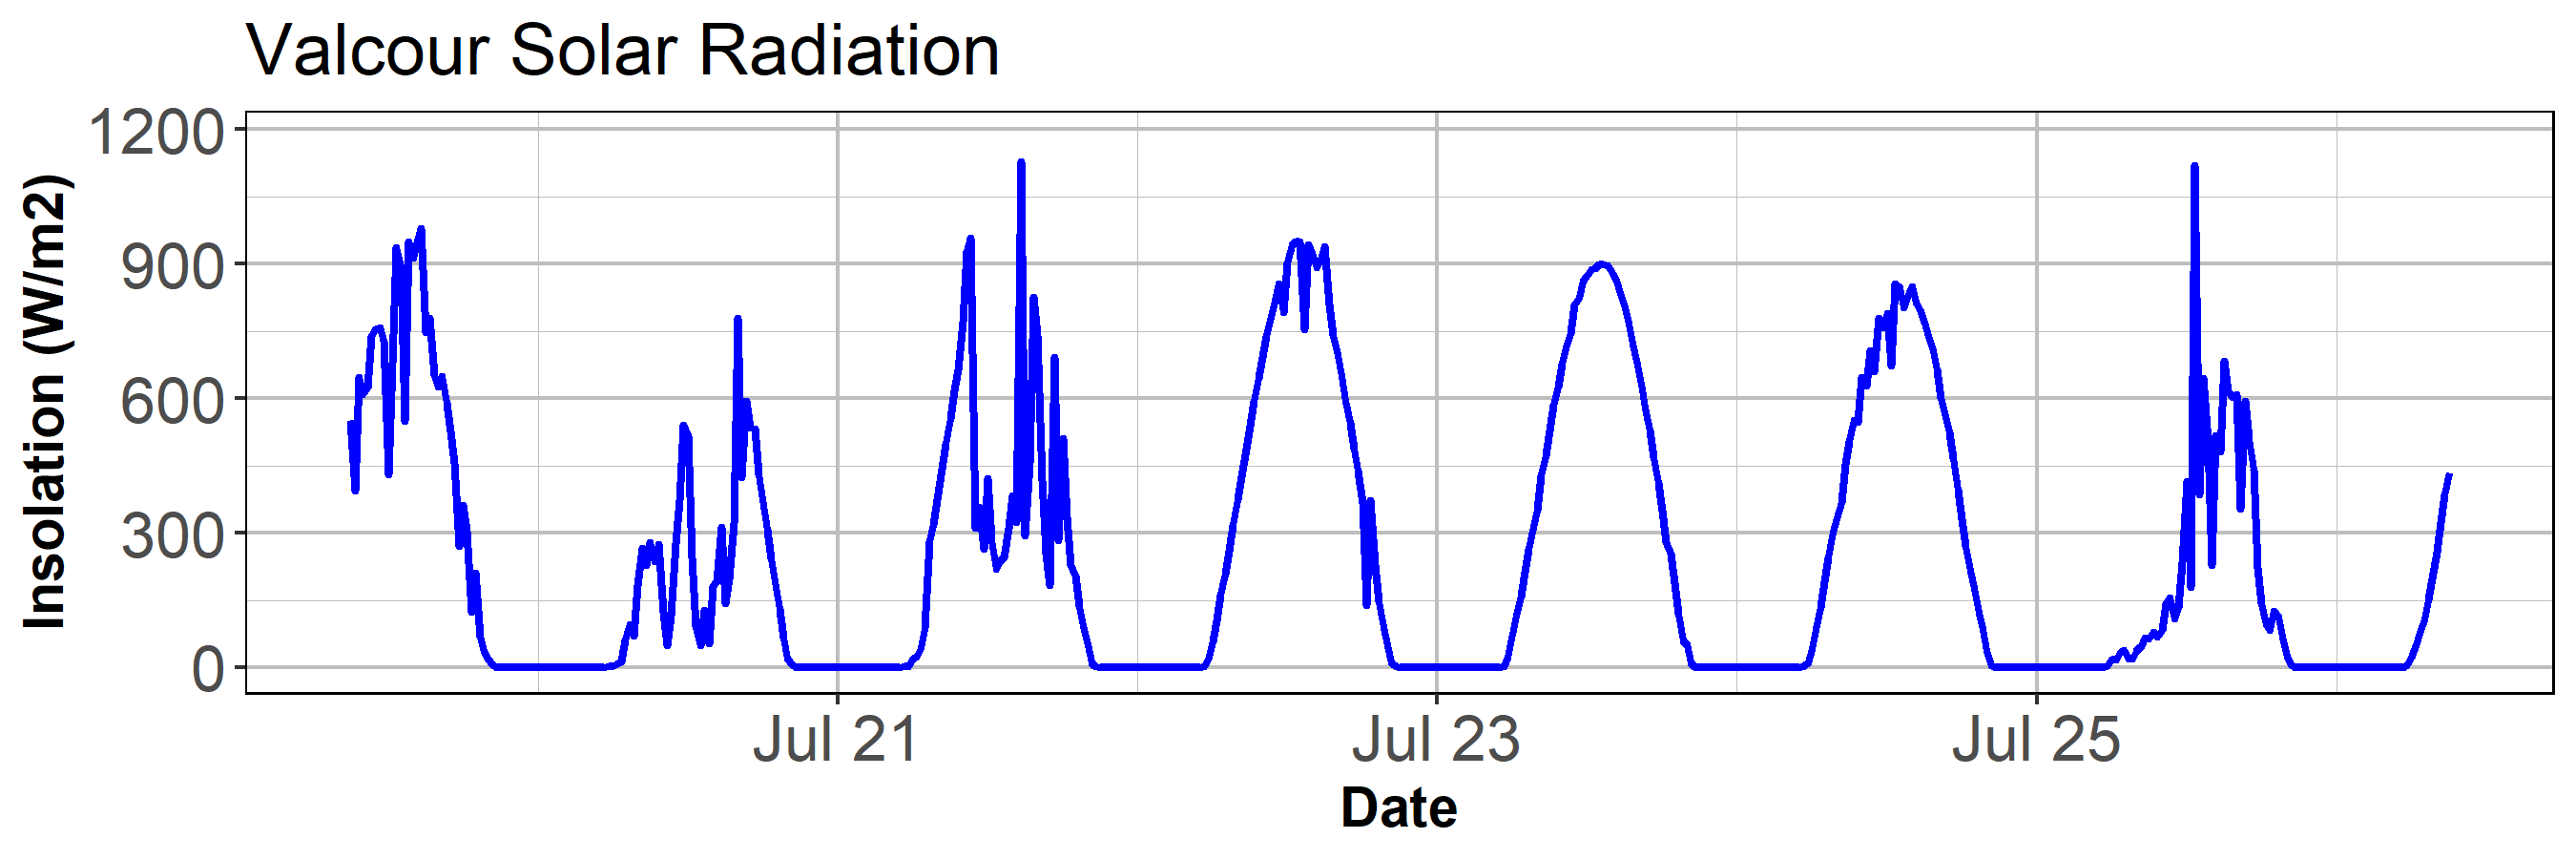 Valcour Solar Radiation
1200
900
600
300
0
Insolation (W/m2)
Jul 21
Jul 23
Jul 25
Date